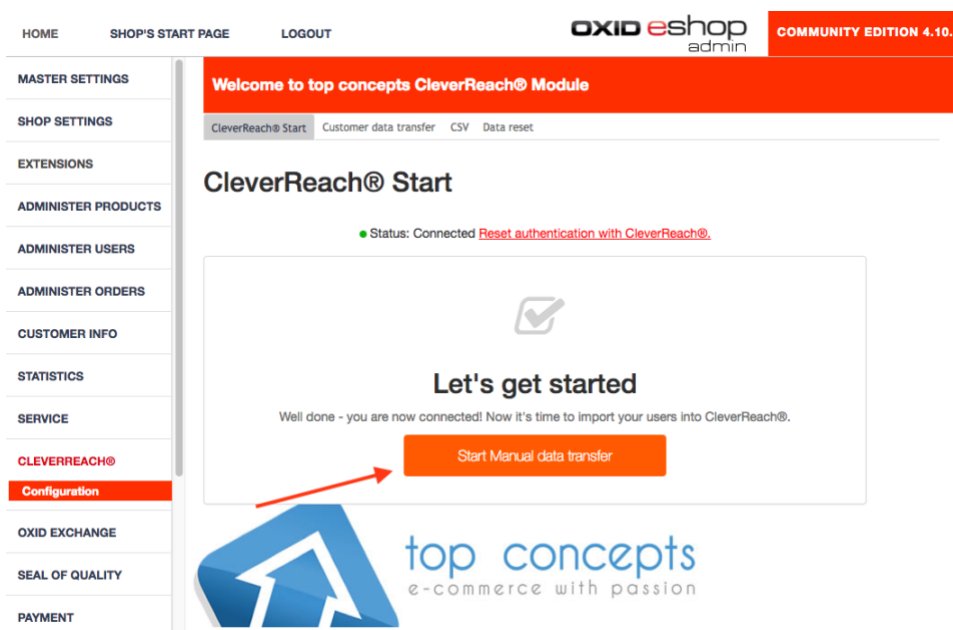 HOME SHOP'S START PAGE LOGOUT
OXID eshop
admin
COMMUNITY EDITION 4.10.
MASTER SETTINGS
SHOP SETTINGS
EXTENSIONS
ADMINISTER PRODUCTS
ADMINISTER USERS
ADMINISTER ORDERS
CUSTOMER INFO
STATISTICS
SERVICE
CLEVERREACH®
Configuration
OXID EXCHANGE
SEAL OF QUALITY
PAYMENT
Welcome to top concepts CleverReach® Module
CleverReach® Start Customer data transfer CSV Data reset
CleverReach® Start
Status: Connected Reset authentication with CleverReach®.
Let's get started
Well done - you are now connected! Now it's time to import your users into CleverReach®.
Start Manual data transfer
top concepts
e-commerce with passion